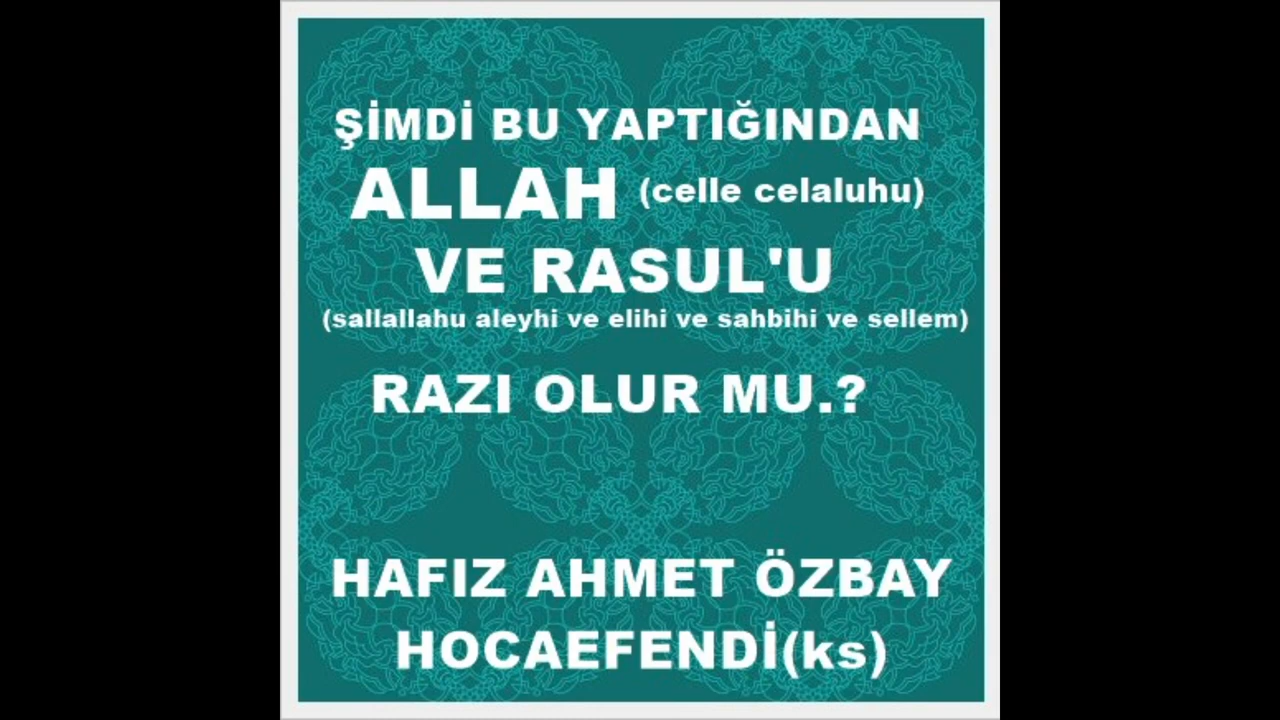 ŞİMDİ BU YAPTIĞINDAN
ALLAH (celle celaluhu)
VE RASUL'U
(sallallahu aleyhi ve elihi ve sahbihi ve sellem)
RAZI OLUR MU.?
HAFIZ AHMET ÖZBAY
HOCAEFENDİ(ks)